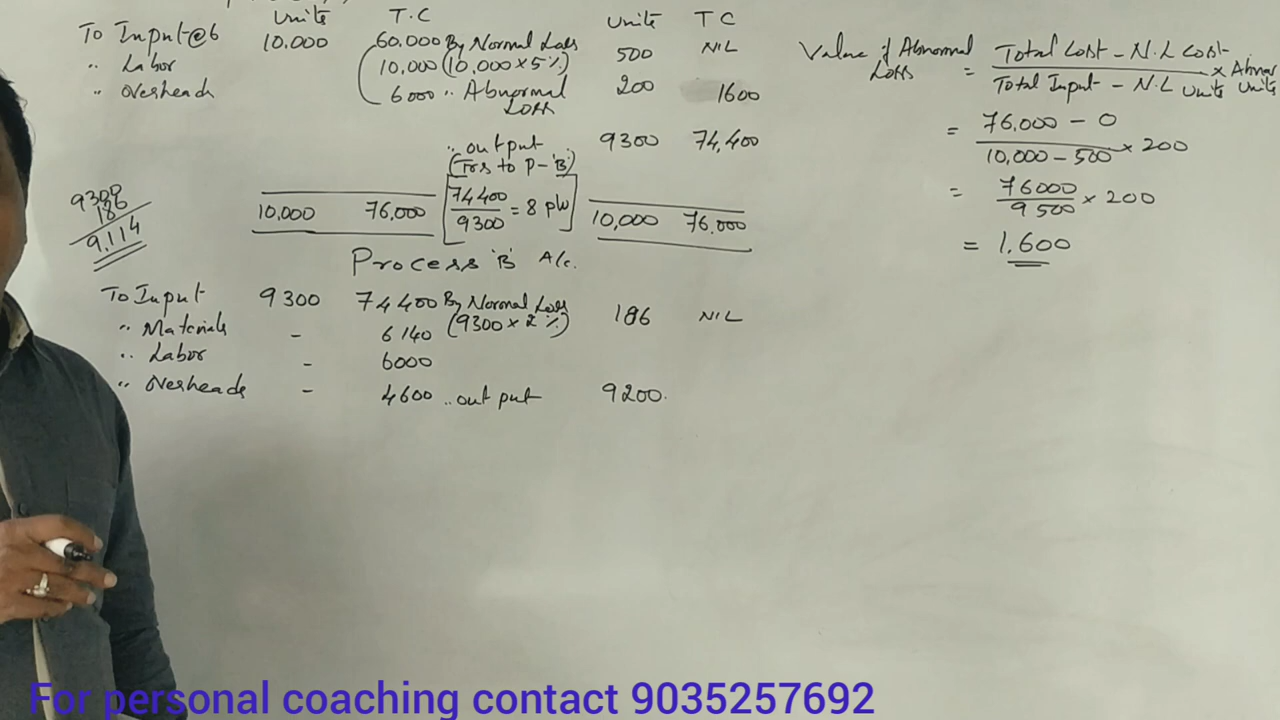 Units T.C Units T C
To Input @6 10,000 60,000 By Normal Loss 500 NIL
" Labor 10,000 (10,000 x 5%)
" Overheads 6000 " Abnormal Loss 200 1600
" output 9300 74,400
(Trs to P-'B')
10,000 76,000 [74400/9300 = 8 p/u] 10,000 76,000
9300
186
9,114
Process 'B' A/c.
To Input 9300 74400 By Normal Loss 186 NIL
" Materials - 6140 (9300 x 2%)
" Labor - 6000
" Overheads - 4600 " output 9200.
Value of Abnormal Loss = Total Cost - N.L Cost / Total Input - N.L Units x Abnor Units
= 76,000 - 0 / 10,000 - 500 x 200
= 76000 / 9500 x 200
= 1,600
For personal coaching contact 9035257692